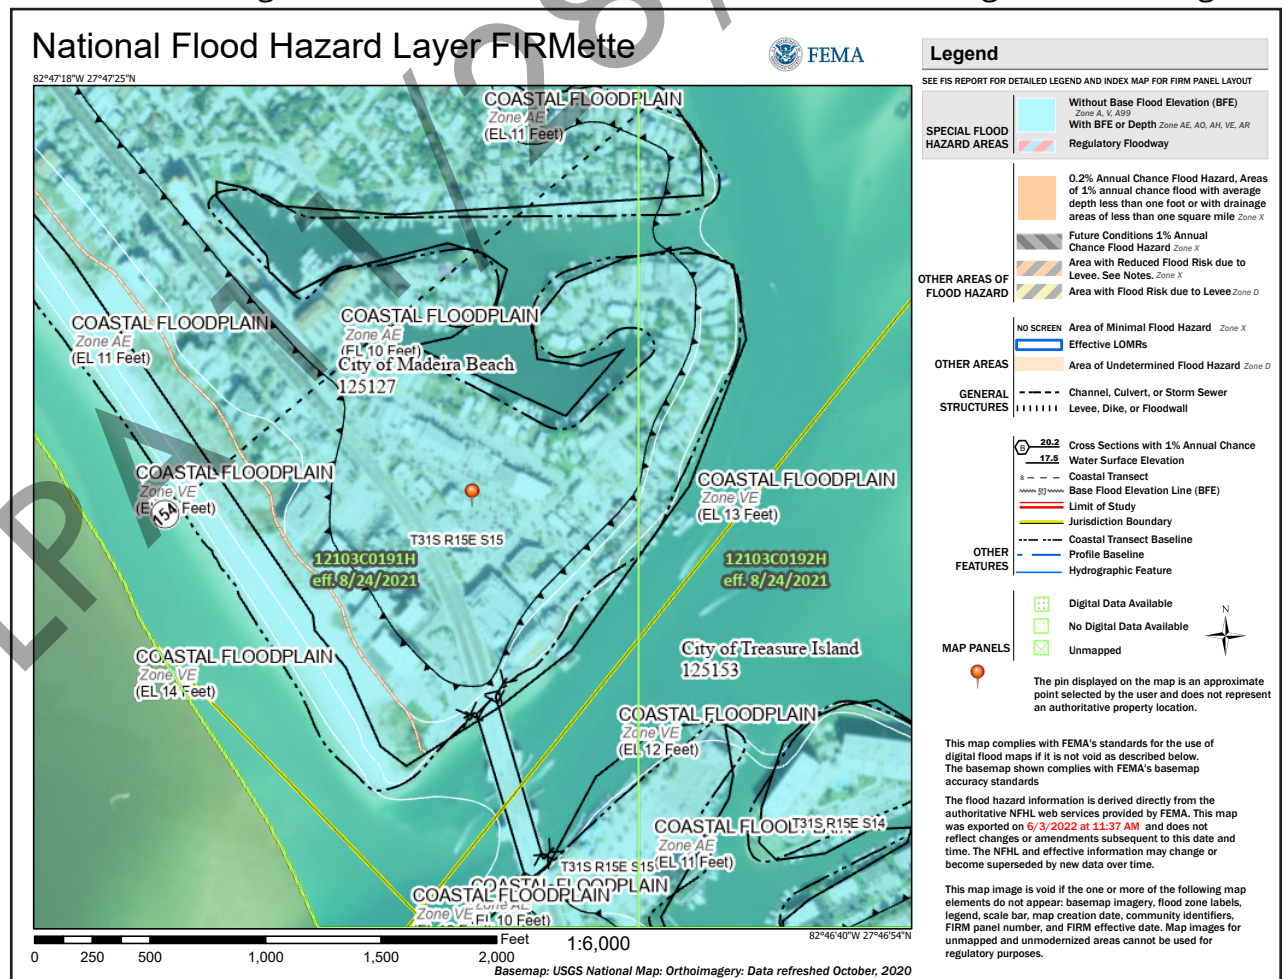 National Flood Hazard Layer FIRMette
FEMA
82°47'18"W 27°47'25"N
COASTAL FLOODPLAIN
Zone AE
(EL 11 Feet)
COASTAL FLOODPLAIN
Zone AE
(EL 11 Feet)
COASTAL FLOODPLAIN
Zone AE
(EL 10 Feet)
City of Madeira Beach
125127
COASTAL FLOODPLAIN
Zone VE
Feet)
154
COASTAL FLOODPLAIN
Zone VE
(EL 13 Feet)
T31S R15E S15
12103C0191H
eff. 8/24/2021
12103C0192H
eff. 8/24/2021
COASTAL FLOODPLAIN
Zone VE
(EL 14 Feet)
City of Treasure Island
125153
COASTAL FLOODPLAIN
Zone VE
(EL 12 Feet)
COASTAL FLOODPLAIN
Zone AE
(EL 11 Feet)
T31S R15E S14
T31S R15E S15
COASTAL FLOODPLAIN
Zone AE
(EL 10 Feet)
COASTAL FLOODPLAIN
Zone VE
82°46'40"W 27°46'54"N
0 250 500 1,000 1,500 2,000
Feet
1:6,000
Basemap: USGS National Map: Orthoimagery: Data refreshed October, 2020
Legend
SEE FIS REPORT FOR DETAILED LEGEND AND INDEX MAP FOR FIRM PANEL LAYOUT
SPECIAL FLOOD
HAZARD AREAS
Without Base Flood Elevation (BFE)
Zone A, V, A99
With BFE or Depth Zone AE, AO, AH, VE, AR
Regulatory Floodway
OTHER AREAS OF
FLOOD HAZARD
0.2% Annual Chance Flood Hazard, Areas
of 1% annual chance flood with average
depth less than one foot or with drainage
areas of less than one square mile Zone X
Future Conditions 1% Annual
Chance Flood Hazard Zone X
Area with Reduced Flood Risk due to
Levee. See Notes. Zone X
Area with Flood Risk due to Levee Zone D
OTHER AREAS
NO SCREEN Area of Minimal Flood Hazard Zone X
Effective LOMRs
Area of Undetermined Flood Hazard Zone D
GENERAL
STRUCTURES
Channel, Culvert, or Storm Sewer
Levee, Dike, or Floodwall
OTHER
FEATURES
B 20.2 Cross Sections with 1% Annual Chance
17.5 Water Surface Elevation
8 Coastal Transect
Base Flood Elevation Line (BFE)
Limit of Study
Jurisdiction Boundary
Coastal Transect Baseline
Profile Baseline
Hydrographic Feature
MAP PANELS
Digital Data Available
No Digital Data Available
Unmapped
N
The pin displayed on the map is an approximate
point selected by the user and does not represent
an authoritative property location.
This map complies with FEMA's standards for the use of
digital flood maps if it is not void as described below.
The basemap shown complies with FEMA's basemap
accuracy standards
The flood hazard information is derived directly from the
authoritative NFHL web services provided by FEMA. This map
was exported on 6/3/2022 at 11:37 AM and does not
reflect changes or amendments subsequent to this date and
time. The NFHL and effective information may change or
become superseded by new data over time.
This map image is void if the one or more of the following map
elements do not appear: basemap imagery, flood zone labels,
legend, scale bar, map creation date, community identifiers,
FIRM panel number, and FIRM effective date. Map images for
unmapped and unmodernized areas cannot be used for
regulatory purposes.